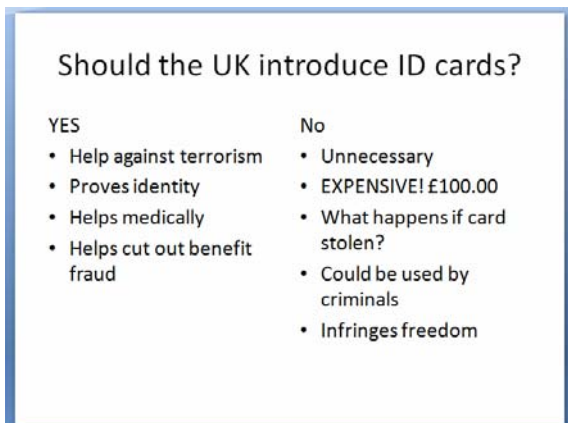 Should the UK introduce ID cards?
YES
• Help against terrorism
• Proves identity
• Helps medically
• Helps cut out benefit
fraud
No
• Unnecessary
• EXPENSIVE! £100.00
• What happens if card
stolen?
• Could be used by
criminals
• Infringes freedom